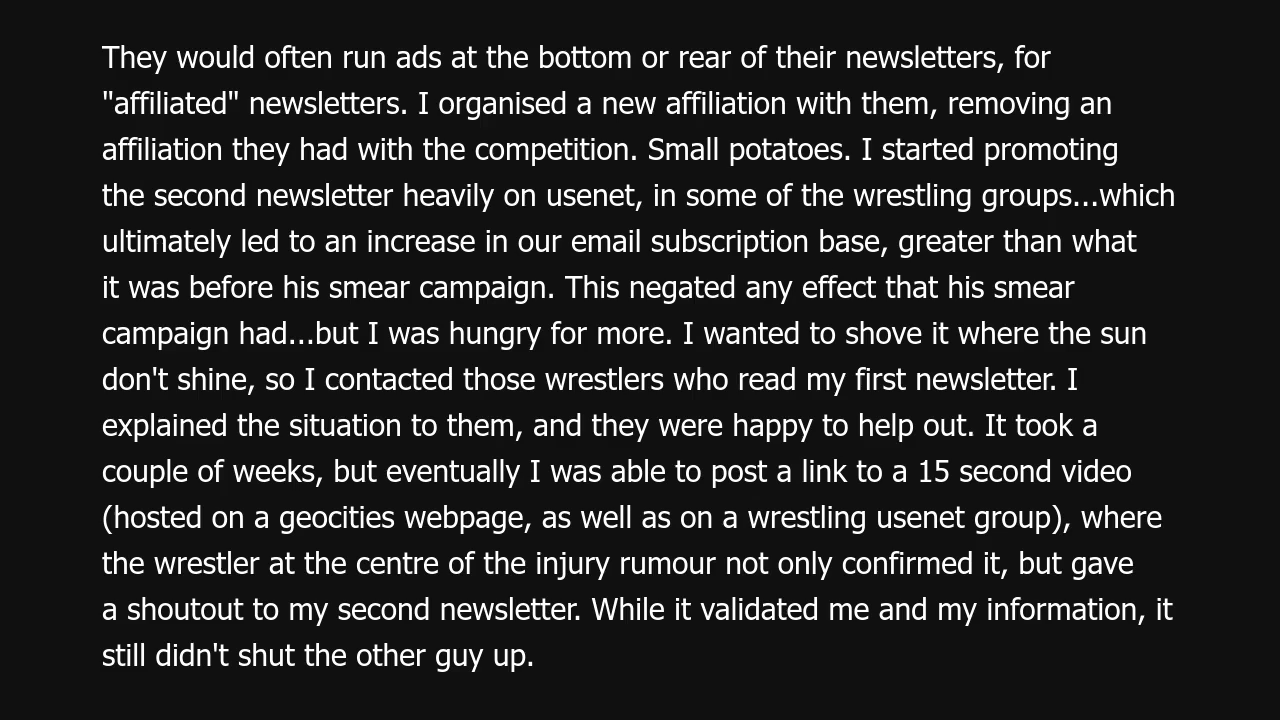 They would often run ads at the bottom or rear of their newsletters, for
"affiliated" newsletters. I organised a new affiliation with them, removing an
affiliation they had with the competition. Small potatoes. I started promoting
the second newsletter heavily on usenet, in some of the wrestling groups...which
ultimately led to an increase in our email subscription base, greater than what
it was before his smear campaign. This negated any effect that his smear
campaign had...but I was hungry for more. I wanted to shove it where the sun
don't shine, so I contacted those wrestlers who read my first newsletter. I
explained the situation to them, and they were happy to help out. It took a
couple of weeks, but eventually I was able to post a link to a 15 second video
(hosted on a geocities webpage, as well as on a wrestling usenet group), where
the wrestler at the centre of the injury rumour not only confirmed it, but gave
a shoutout to my second newsletter. While it validated me and my information, it
still didn't shut the other guy up.